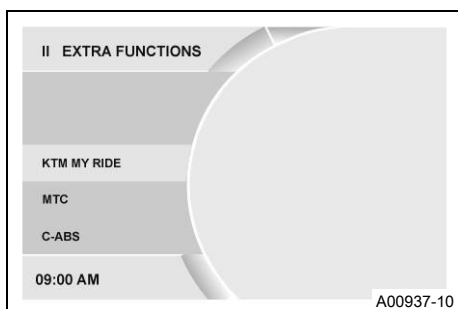 II EXTRA FUNCTIONS
KTM MY RIDE
MTC
C-ABS
09:00 AM
A00937-10